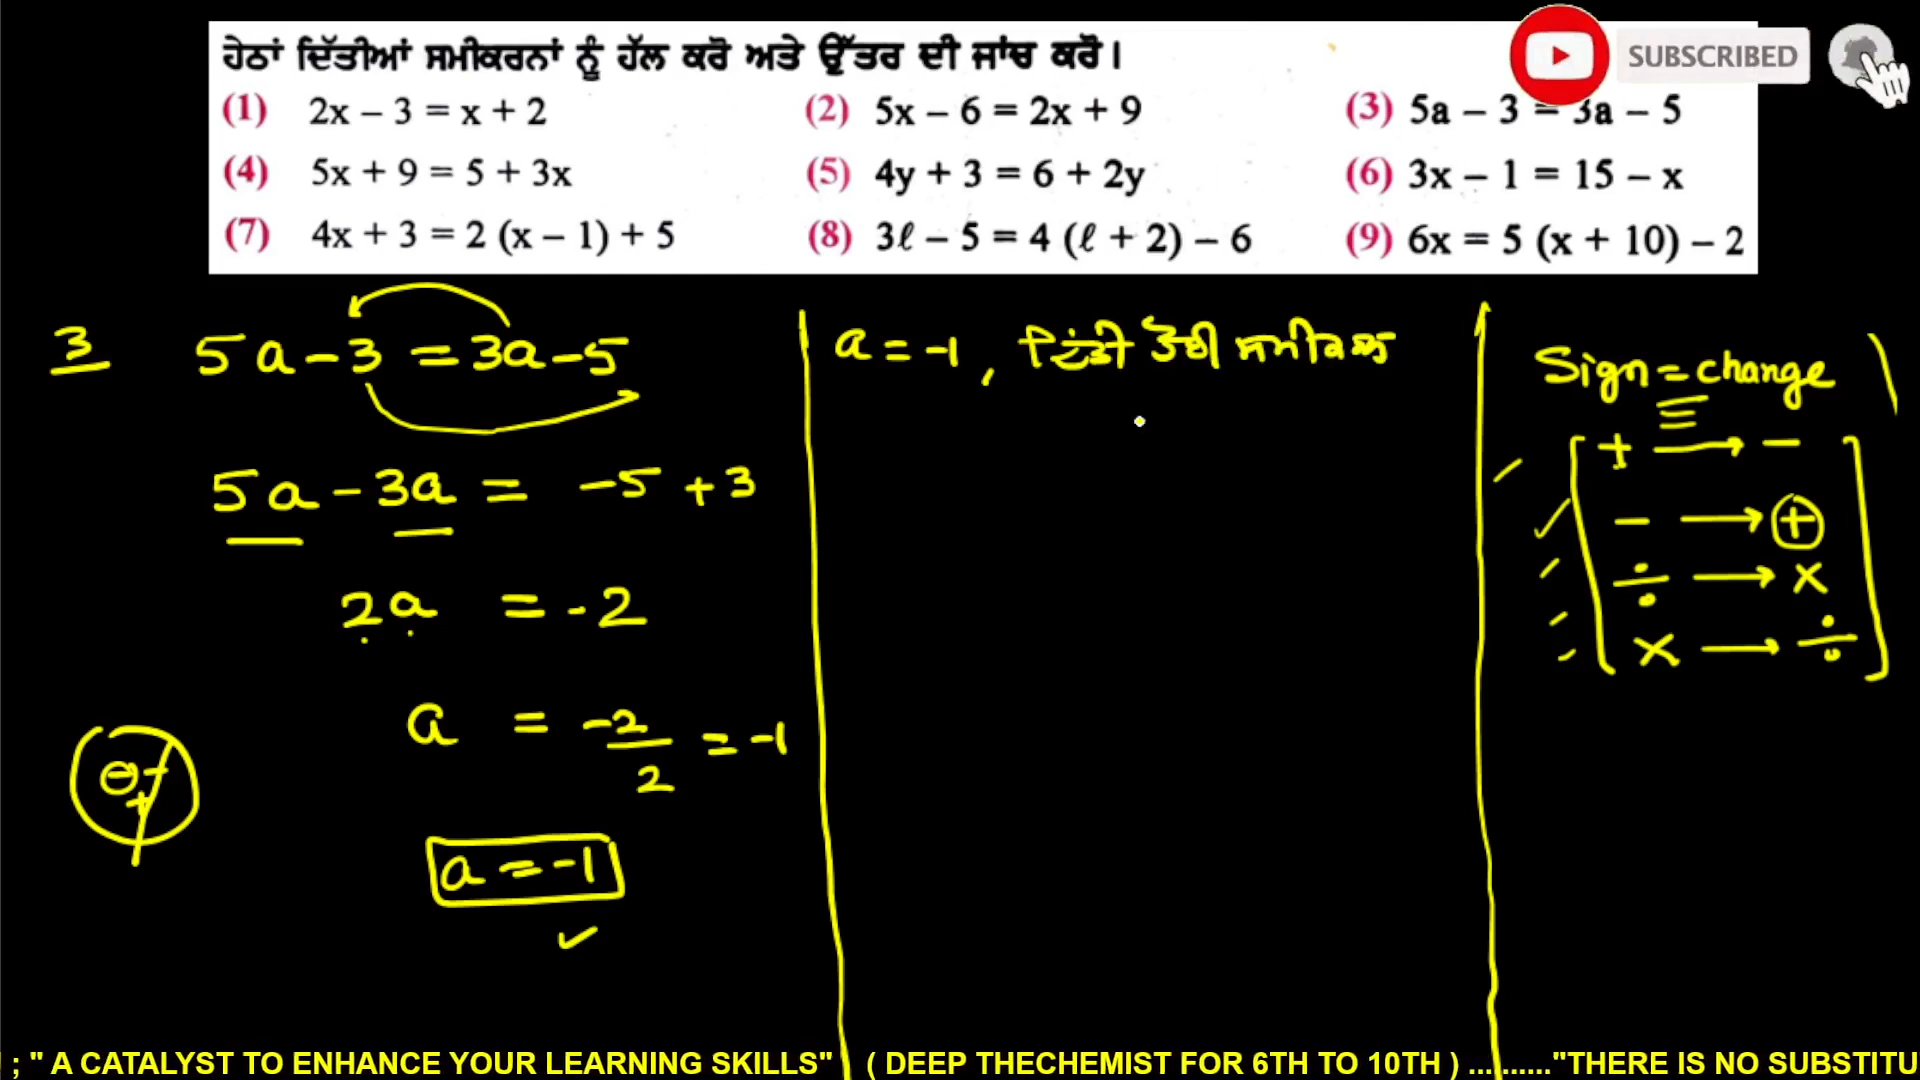 ਹੇਠਾਂ ਦਿੱਤੀਆਂ ਸਮੀਕਰਨਾਂ ਨੂੰ ਹੱਲ ਕਰੋ ਅਤੇ ਉੱਤਰ ਦੀ ਜਾਂਚ ਕਰੋ।
SUBSCRIBED
(1) 2x – 3 = x + 2 (2) 5x – 6 = 2x + 9 (3) 5a – 3 = 3a – 5
(4) 5x + 9 = 5 + 3x (5) 4y + 3 = 6 + 2y (6) 3x – 1 = 15 – x
(7) 4x + 3 = 2 (x – 1) + 5 (8) 3ℓ – 5 = 4 (ℓ + 2) – 6 (9) 6x = 5 (x + 10) – 2
3 5a – 3 = 3a – 5
5a – 3a = –5 + 3
2a = -2
a = -2/2 = -1
⊖ - +
a = -1
a = -1, ਸਮੀਕਰਨ
Sign = change
+ → −
− → +
÷ → ×
× → ÷
; " A CATALYST TO ENHANCE YOUR LEARNING SKILLS" ( DEEP THECHEMIST FOR 6TH TO 10TH ) .........."THERE IS NO SUBSTITU